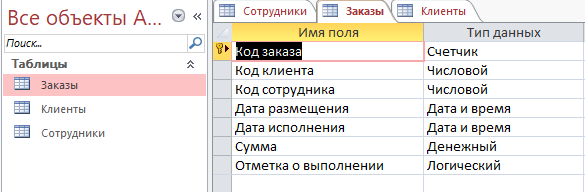 Все объекты A...
Поиск...
Таблицы
Заказы
Клиенты
Сотрудники
Сотрудники Заказы Клиенты
Имя поля Тип данных
Код заказа Счетчик
Код клиента Числовой
Код сотрудника Числовой
Дата размещения Дата и время
Дата исполнения Дата и время
Сумма Денежный
Отметка о выполнении Логический